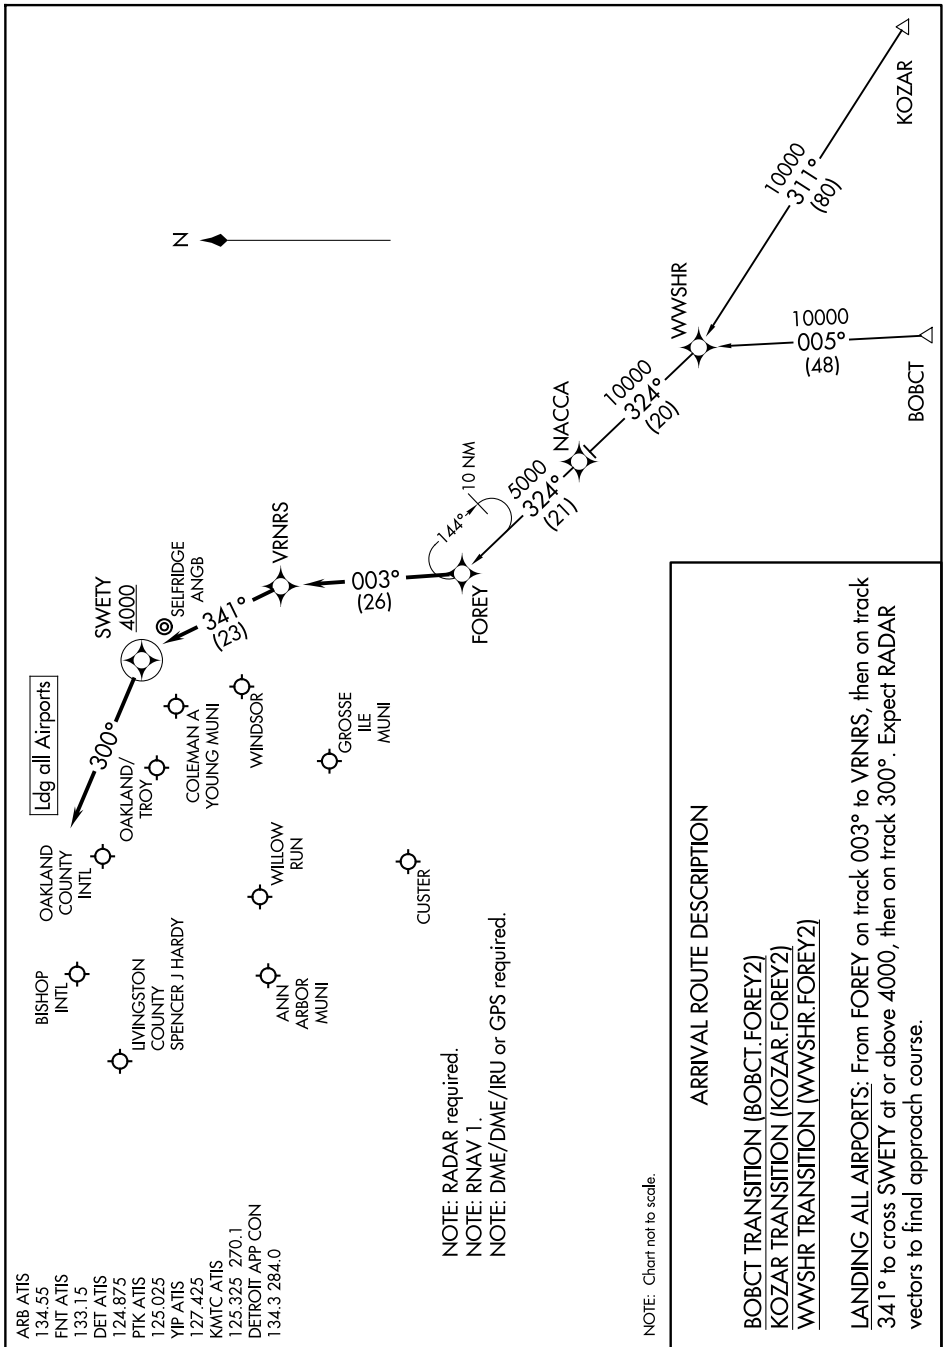 ARB ATIS
134.55
FNT ATIS
133.15
DET ATIS
124.875
PTK ATIS
125.025
YIP ATIS
127.425
KMTC ATIS
125.325 270.1
DETROIT APP CON
134.3 284.0
BISHOP
INTL
LIVINGSTON
COUNTY
SPENCER J HARDY
OAKLAND
COUNTY
INTL
Ldg all Airports
300°
OAKLAND/
TROY
COLEMAN A
YOUNG MUNI
SWETY
4000
SELFRIDGE
ANGB
341°
(23)
VRNRS
WINDSOR
WILLOW
RUN
ANN
ARBOR
MUNI
GROSSE
ILE
MUNI
CUSTER
003°
(26)
FOREY
144°
10 NM
5000
324°
(21)
NACCA
10000
324°
(20)
WWSHR
10000
005°
(48)
BOBCT
10000
311°
(80)
KOZAR
N
NOTE: RADAR required.
NOTE: RNAV 1.
NOTE: DME/DME/IRU or GPS required.
NOTE: Chart not to scale.
ARRIVAL ROUTE DESCRIPTION
BOBCT TRANSITION (BOBCT.FOREY2)
KOZAR TRANSITION (KOZAR.FOREY2)
WWSHR TRANSITION (WWSHR.FOREY2)
LANDING ALL AIRPORTS: From FOREY on track 003° to VRNRS, then on track
341° to cross SWETY at or above 4000, then on track 300°. Expect RADAR
vectors to final approach course.